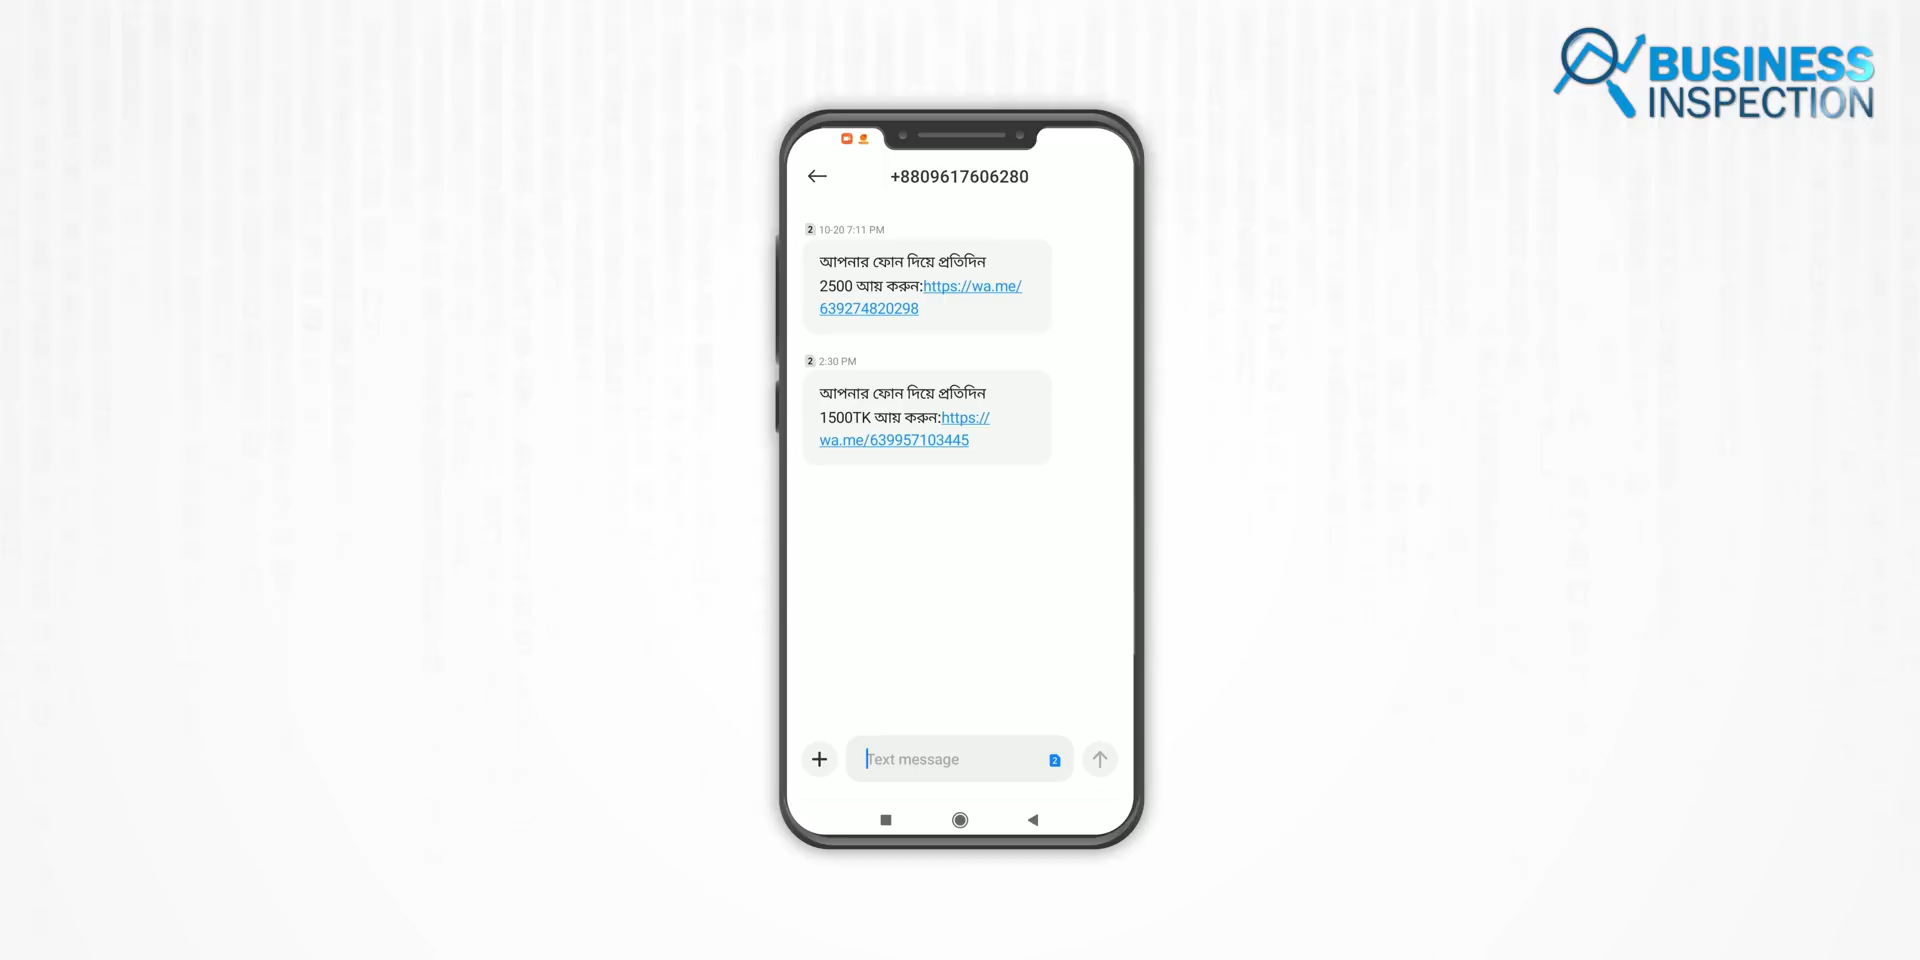 BUSINESS
INSPECTION
+8809617606280
2 10-20 7:11 PM
আপনার ফোন দিয়ে প্রতিদিন
2500 আয় করুন:https://wa.me/
639274820298
2 2:30 PM
আপনার ফোন দিয়ে প্রতিদিন
1500TK আয় করুন:https://
wa.me/639957103445
Text message 2